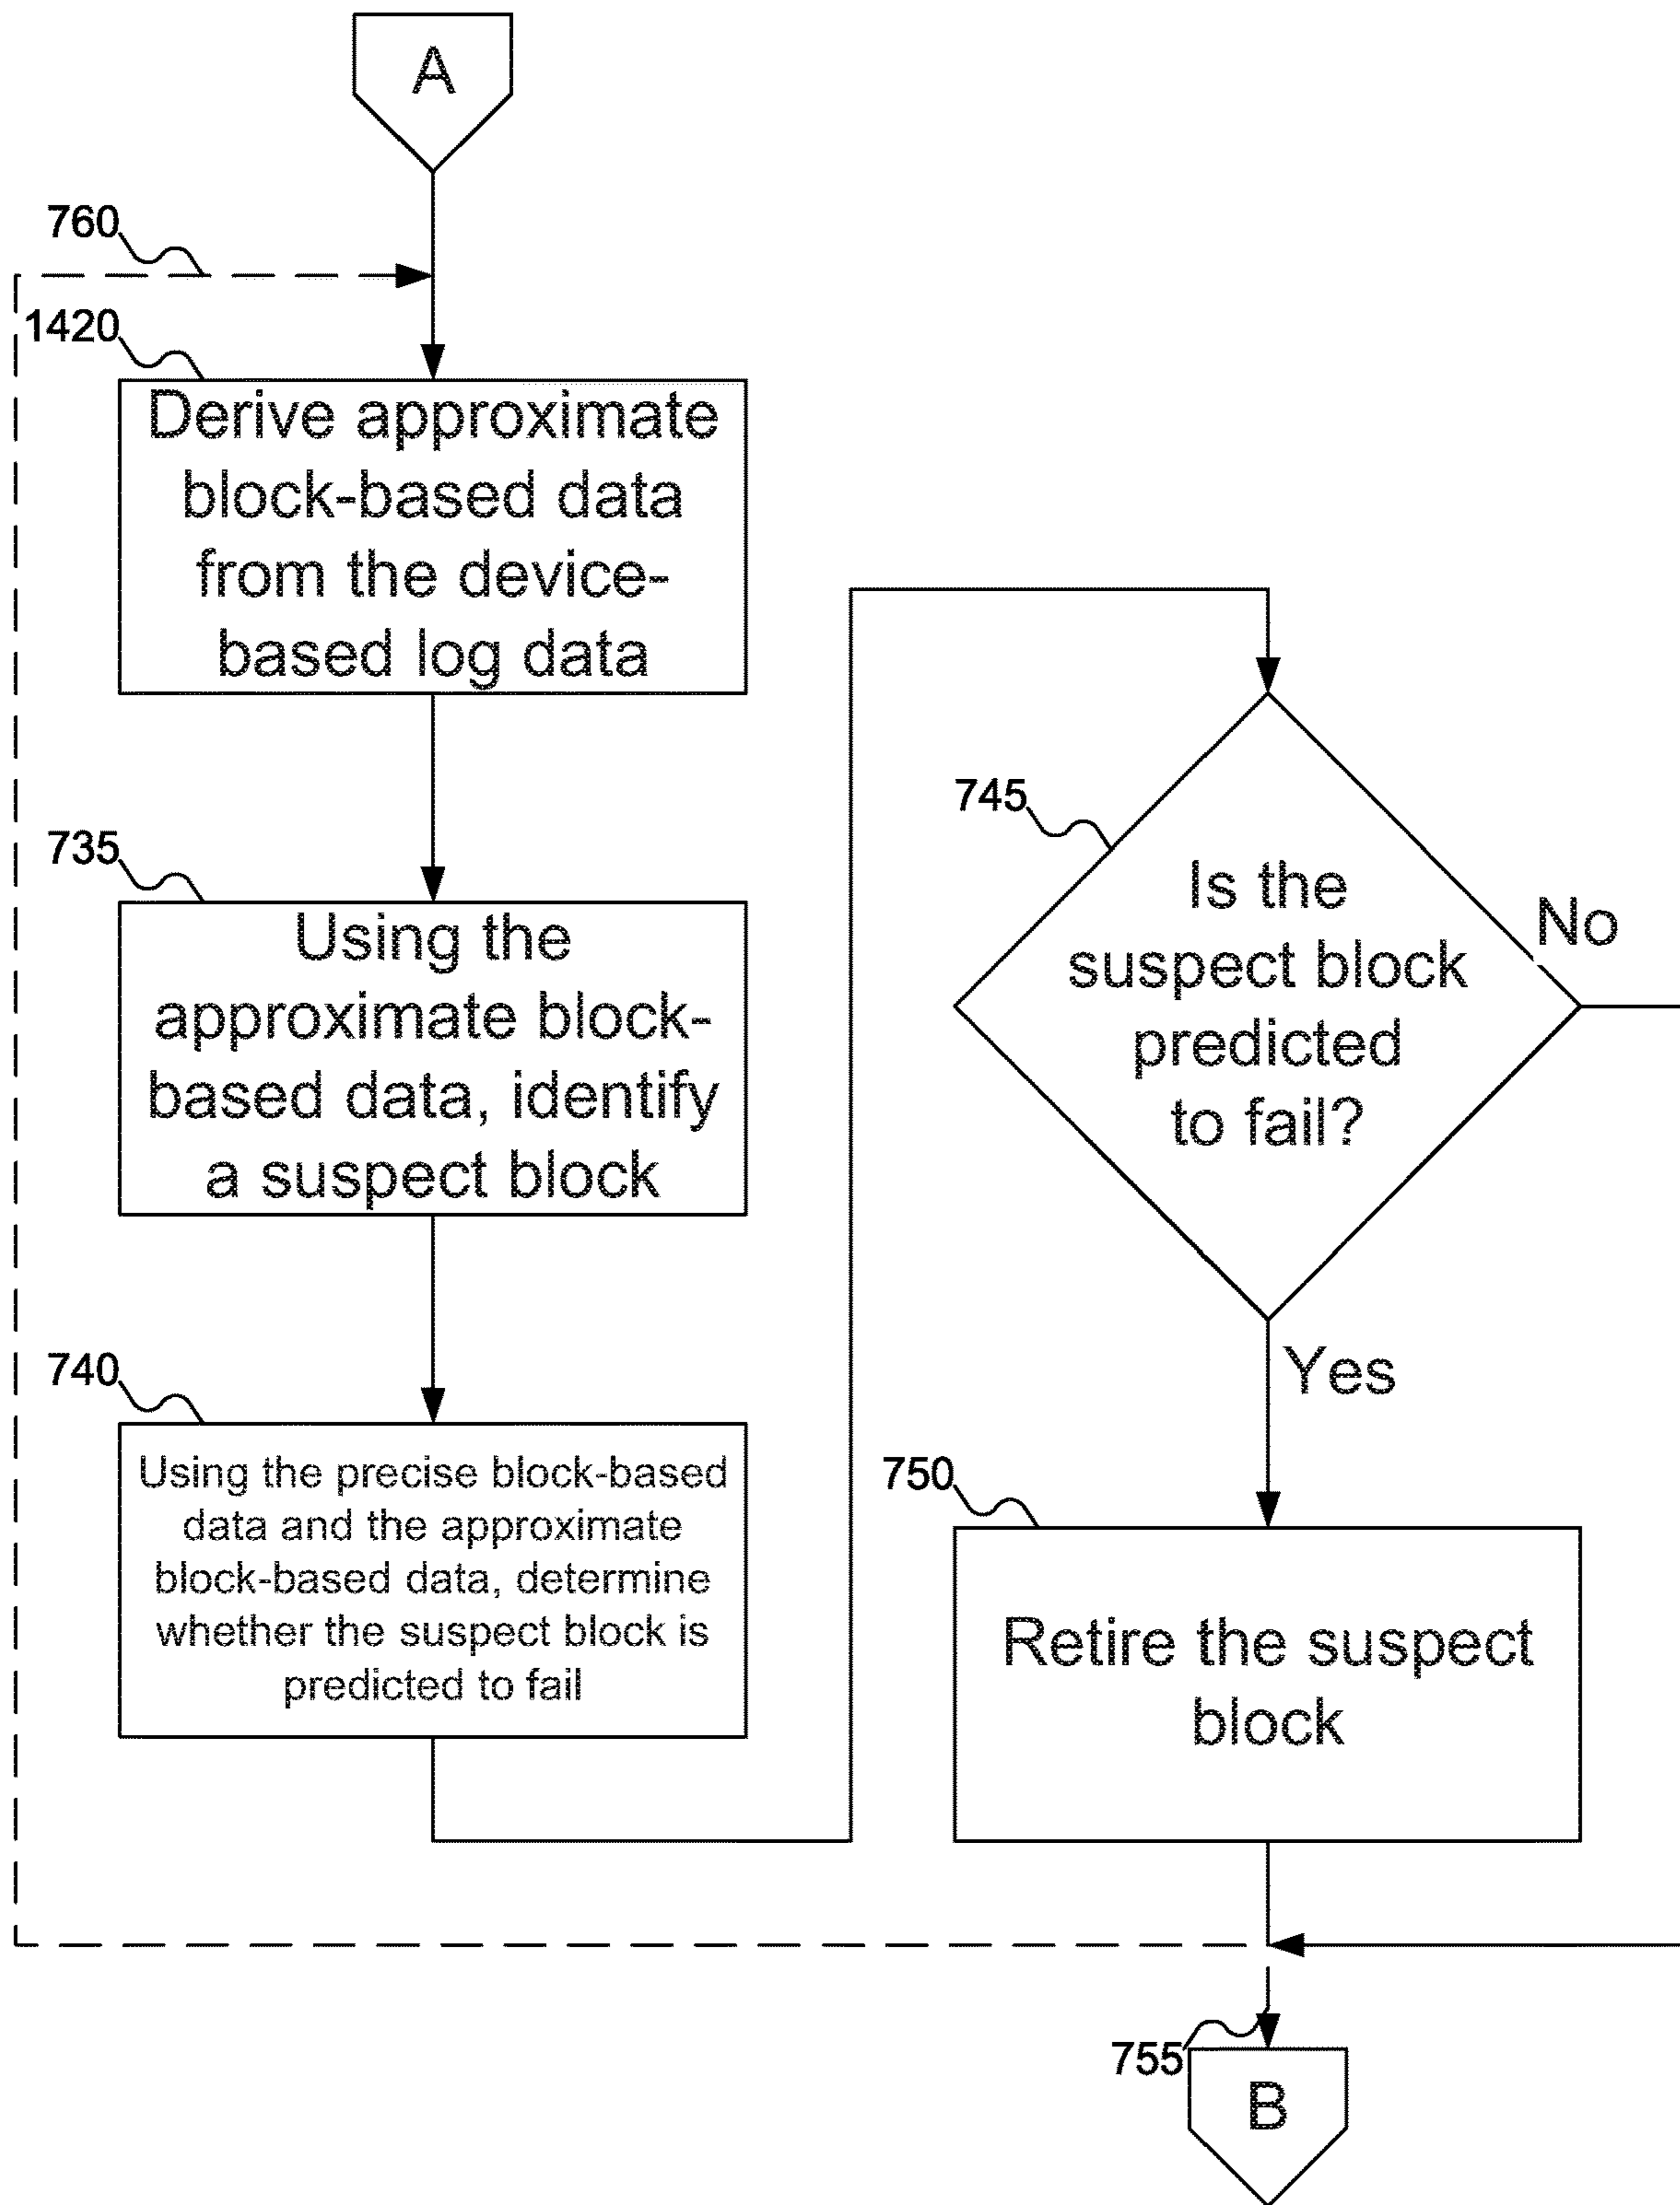 A
760
1420
Derive approximate
block-based data
from the device-
based log data
735
Using the
approximate block-
based data, identify
a suspect block
740
Using the precise block-based
data and the approximate
block-based data, determine
whether the suspect block is
predicted to fail
745
Is the
suspect block
predicted
to fail?
No
Yes
750
Retire the suspect
block
755
B